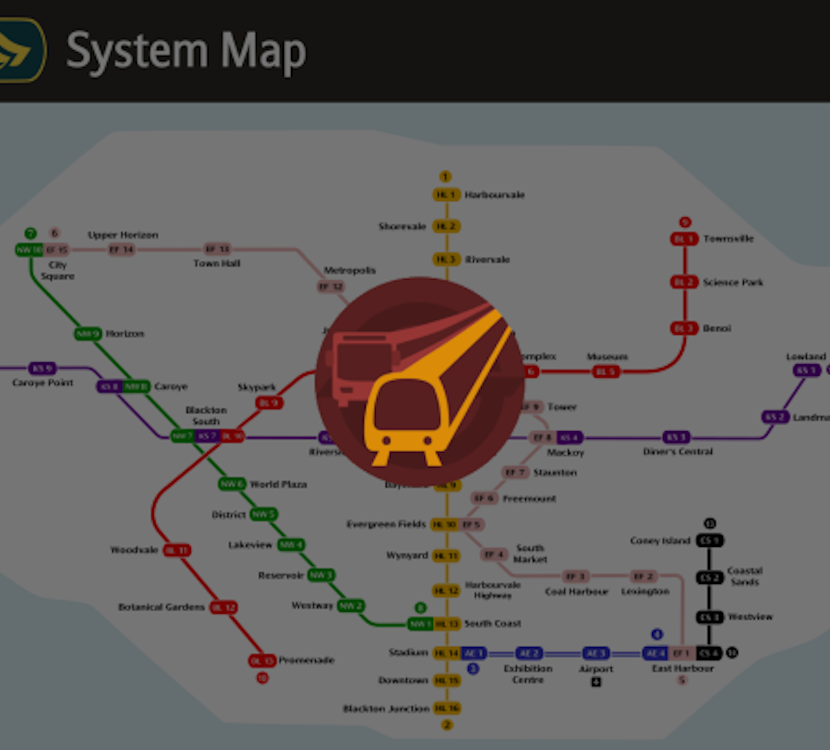 System Map
1
HL 1 Harbourvale
Shorevale HL 2
HL 3 Rivervale
9
BL 1 Townsville
BL 2 Science Park
BL 3 Benoi
Museum
BL 5
6
7
6
NW 10 EF 15
City
Square
Upper Horizon
EF 14
EF 13
Town Hall
Metropolis
EF 12
NW 9 Horizon
KS 9
Caroye Point
KS 8 NW 8 Caroye
Skypark
BL 9
Blackton
South
NW 7 KS 7 BL 10
EF 9 Tower
EF 8 KS 4
Mackoy
KS 3
Diner's Central
KS 2
Lowland
KS 1
NW 6 World Plaza
District NW 5
Lakeview NW 4
Reservoir NW 3
Westway NW 2
8
NW 1 HL 13 South Coast
EF 7 Staunton
EF 6 Freemount
HL 9
Evergreen Fields HL 10 EF 5
Wynyard HL 11
EF 4 South
Market
HL 12 Harbourvale
Highway
EF 3
Coal Harbour
EF 2
Lexington
13
Coney Island CS 1
CS 2 Coastal
Sands
CS 3 Westview
Woodvale BL 11
Botanical Gardens BL 12
BL 13 Promenade
10
Stadium HL 14 AE 1
3
AE 2
Exhibition
Centre
AE 3
Airport
4
AE 4 EF 1 CS 4 14
East Harbour
5
Downtown HL 15
Blackton Junction HL 16
2